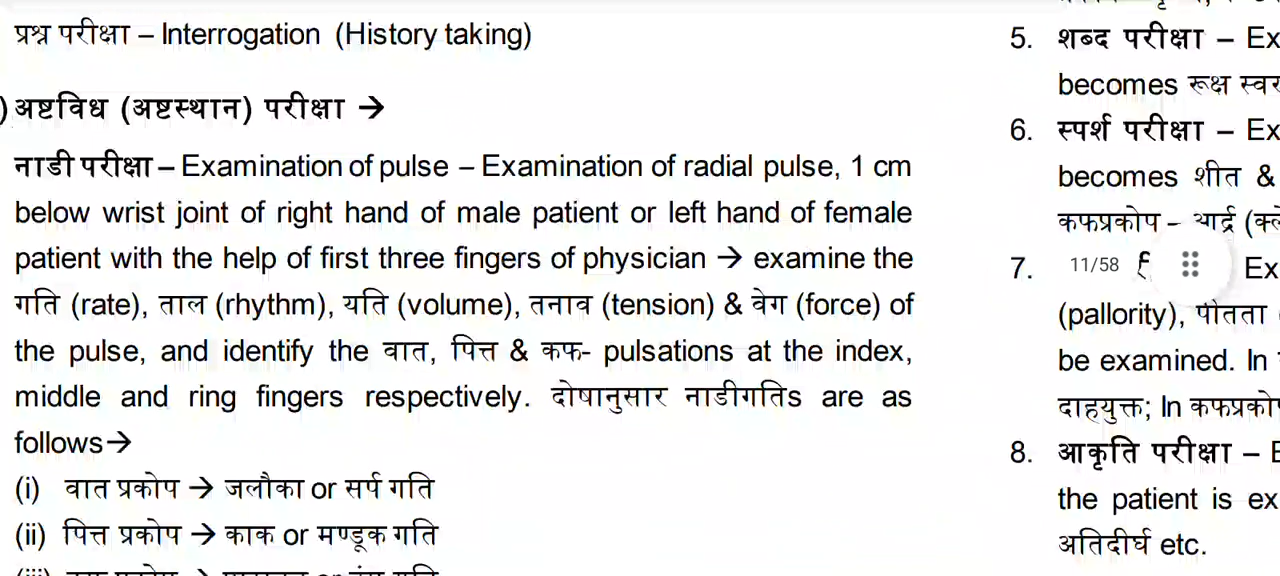 प्रश्न परीक्षा – Interrogation (History taking)
) अष्टविध (अष्टस्थान) परीक्षा →
नाडी परीक्षा – Examination of pulse – Examination of radial pulse, 1 cm
below wrist joint of right hand of male patient or left hand of female
patient with the help of first three fingers of physician → examine the
गति (rate), ताल (rhythm), यति (volume), तनाव (tension) & वेग (force) of
the pulse, and identify the वात, पित्त & कफ- pulsations at the index,
middle and ring fingers respectively. दोषानुसार नाडीगतिs are as
follows→
(i) वात प्रकोप → जलौका or सर्प गति
(ii) पित्त प्रकोप → काक or मण्डूक गति
5. शब्द परीक्षा – Ex
becomes रूक्ष
6. स्पर्श परीक्षा – Ex
becomes शीत &
कफप्रकोप – आर्द्र
7. 11/58 Ex
(pallority), पीतता
be examined. In
दाहयुक्त; In
8. आकृति परीक्षा –
the patient is ex
अतिदीर्घ etc.